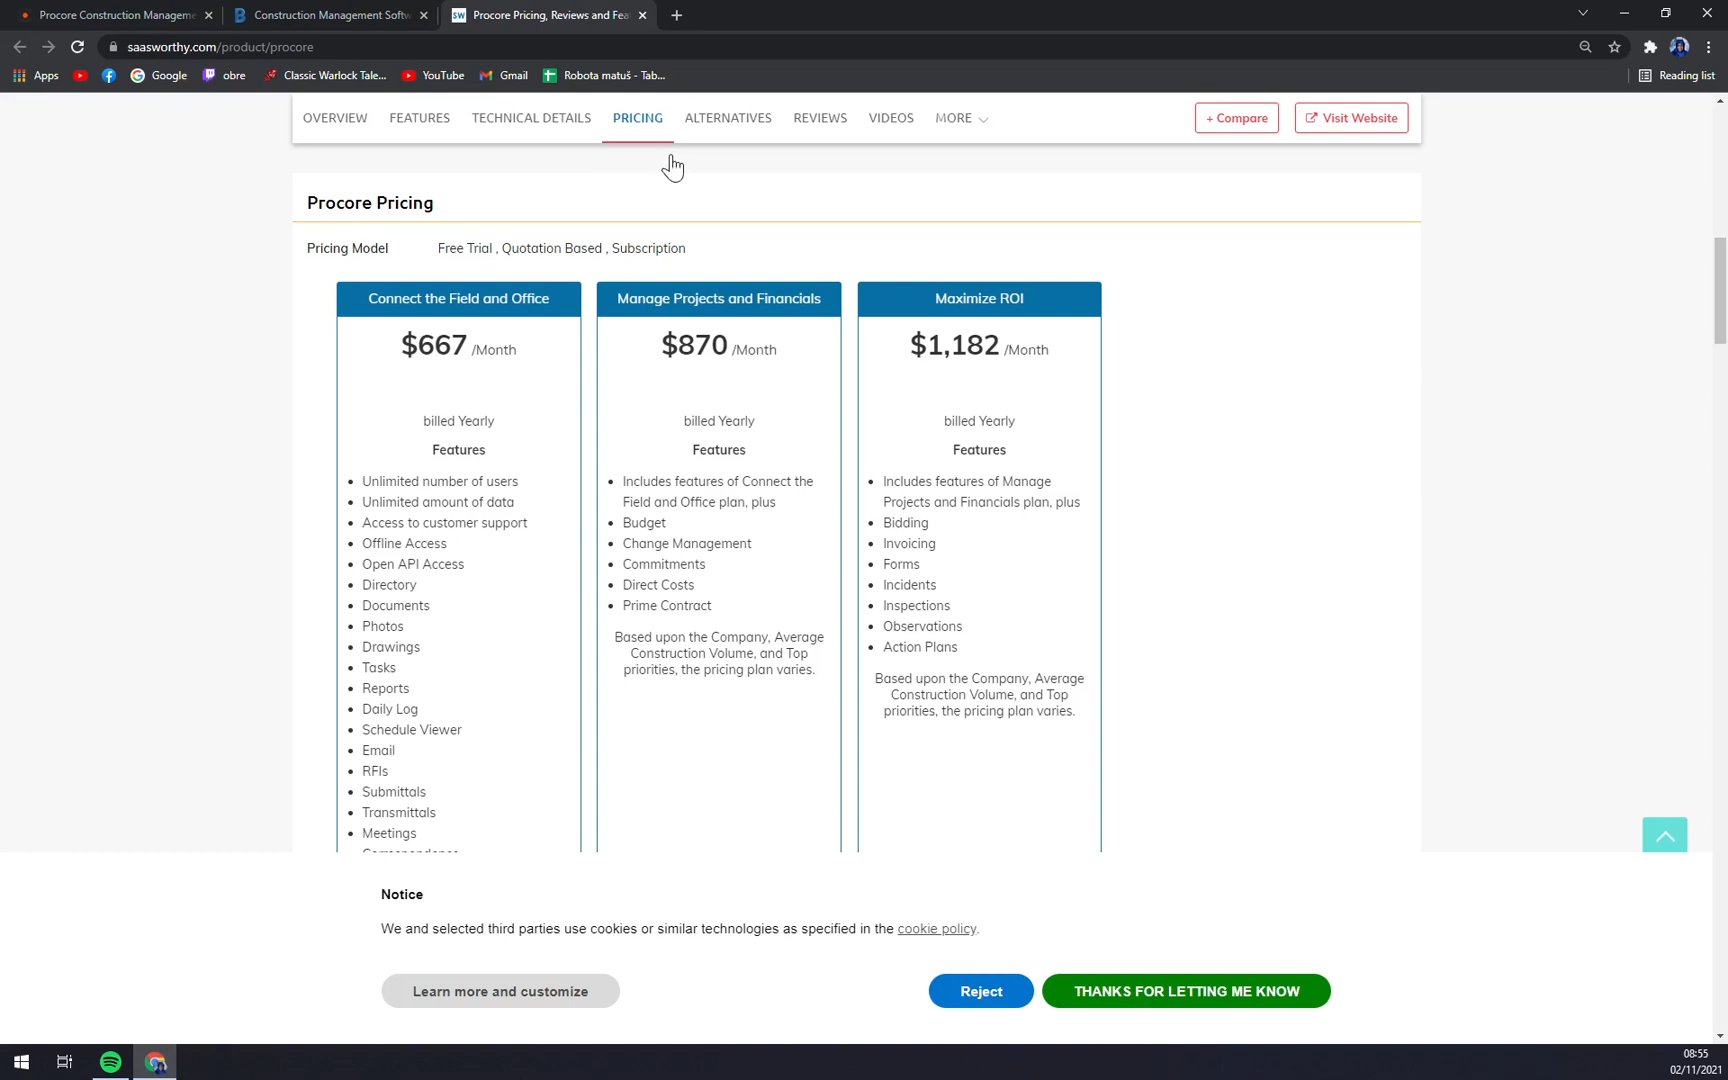 Procore Construction Manageme
Construction Management Softw
SW Procore Pricing, Reviews and Fea
saasworthy.com/product/procore
Apps
Google
obre
Classic Warlock Tale...
YouTube
Gmail
Robota matuš - Tab...
Reading list
OVERVIEW
FEATURES
TECHNICAL DETAILS
PRICING
ALTERNATIVES
REVIEWS
VIDEOS
MORE
+ Compare
Visit Website
Procore Pricing
Pricing Model
Free Trial , Quotation Based , Subscription
Connect the Field and Office
$667 /Month
billed Yearly
Features
• Unlimited number of users
• Unlimited amount of data
• Access to customer support
• Offline Access
• Open API Access
• Directory
• Documents
• Photos
• Drawings
• Tasks
• Reports
• Daily Log
• Schedule Viewer
• Email
• RFIs
• Submittals
• Transmittals
• Meetings
Manage Projects and Financials
$870 /Month
billed Yearly
Features
• Includes features of Connect the
Field and Office plan, plus
• Budget
• Change Management
• Commitments
• Direct Costs
• Prime Contract
Based upon the Company, Average
Construction Volume, and Top
priorities, the pricing plan varies.
Maximize ROI
$1,182 /Month
billed Yearly
Features
• Includes features of Manage
Projects and Financials plan, plus
• Bidding
• Invoicing
• Forms
• Incidents
• Inspections
• Observations
• Action Plans
Based upon the Company, Average
Construction Volume, and Top
priorities, the pricing plan varies.
Notice
We and selected third parties use cookies or similar technologies as specified in the cookie policy.
Learn more and customize
Reject
THANKS FOR LETTING ME KNOW
08:55
02/11/2021